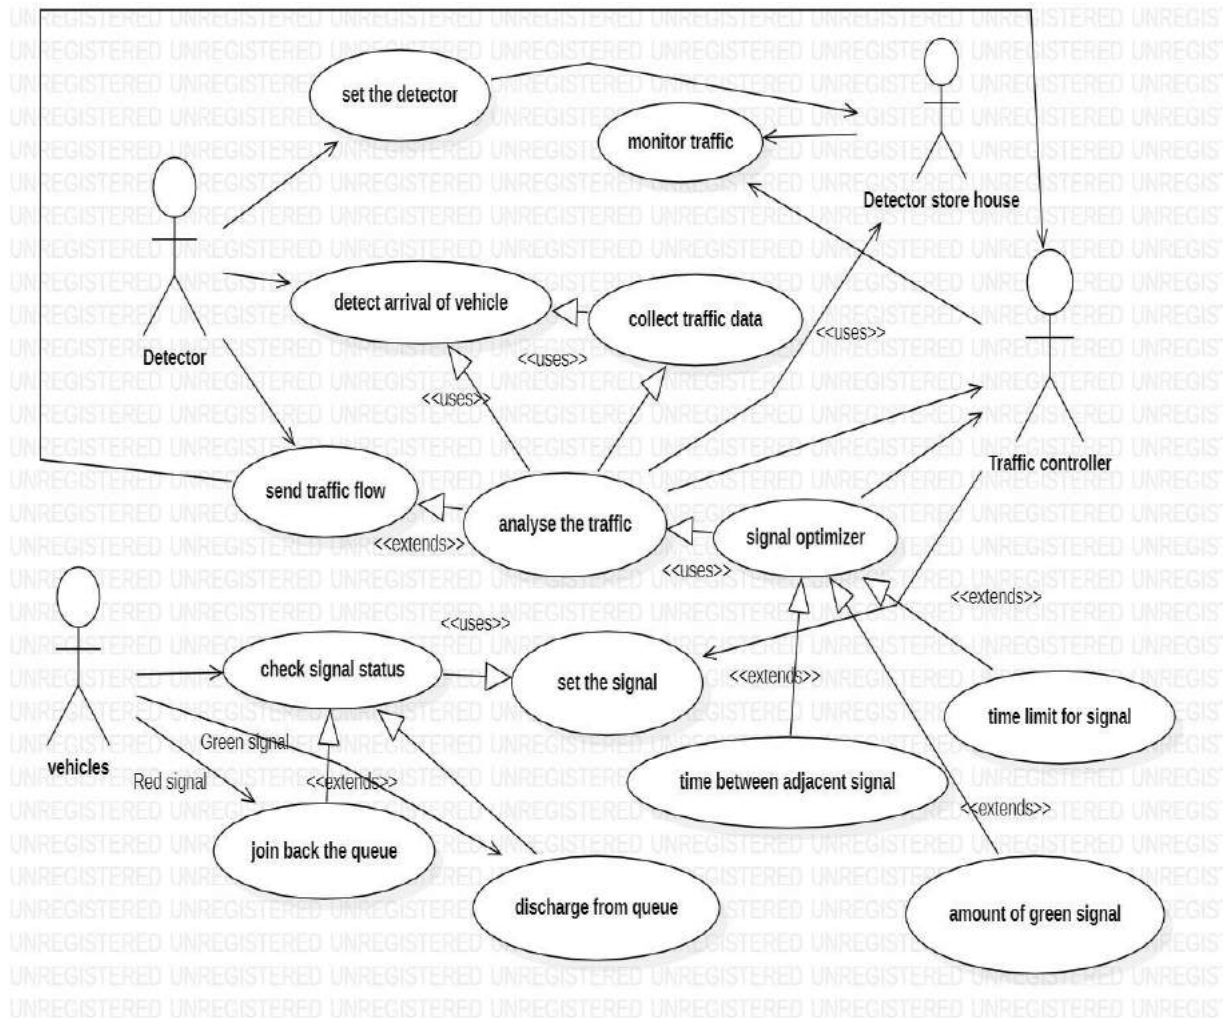 set the detector
monitor traffic
Detector store house
detect arrival of vehicle
collect traffic data
<<uses>>
Detector
<<uses>>
<<uses>>
Traffic controller
send traffic flow
analyse the traffic
signal optimizer
<<extends>>
<<uses>>
<<extends>>
<<uses>>
check signal status
set the signal
<<extends>>
time limit for signal
Green signal
vehicles
Red signal
<<extends>>
time between adjacent signal
<<extends>>
join back the queue
discharge from queue
amount of green signal
UNREGISTERED